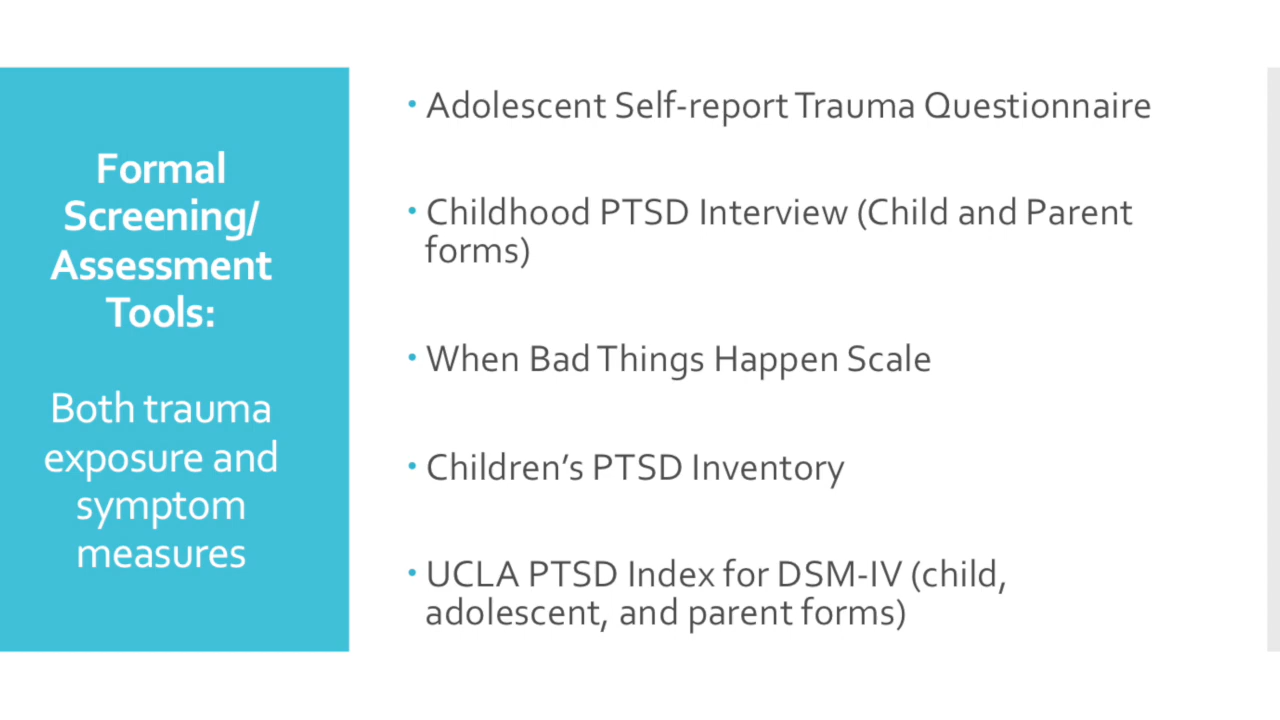 Formal
Screening/
Assessment
Tools:
Both trauma
exposure and
symptom
measures
• Adolescent Self-report Trauma Questionnaire
• Childhood PTSD Interview (Child and Parent
forms)
• When Bad Things Happen Scale
• Children’s PTSD Inventory
• UCLA PTSD Index for DSM-IV (child,
adolescent, and parent forms)